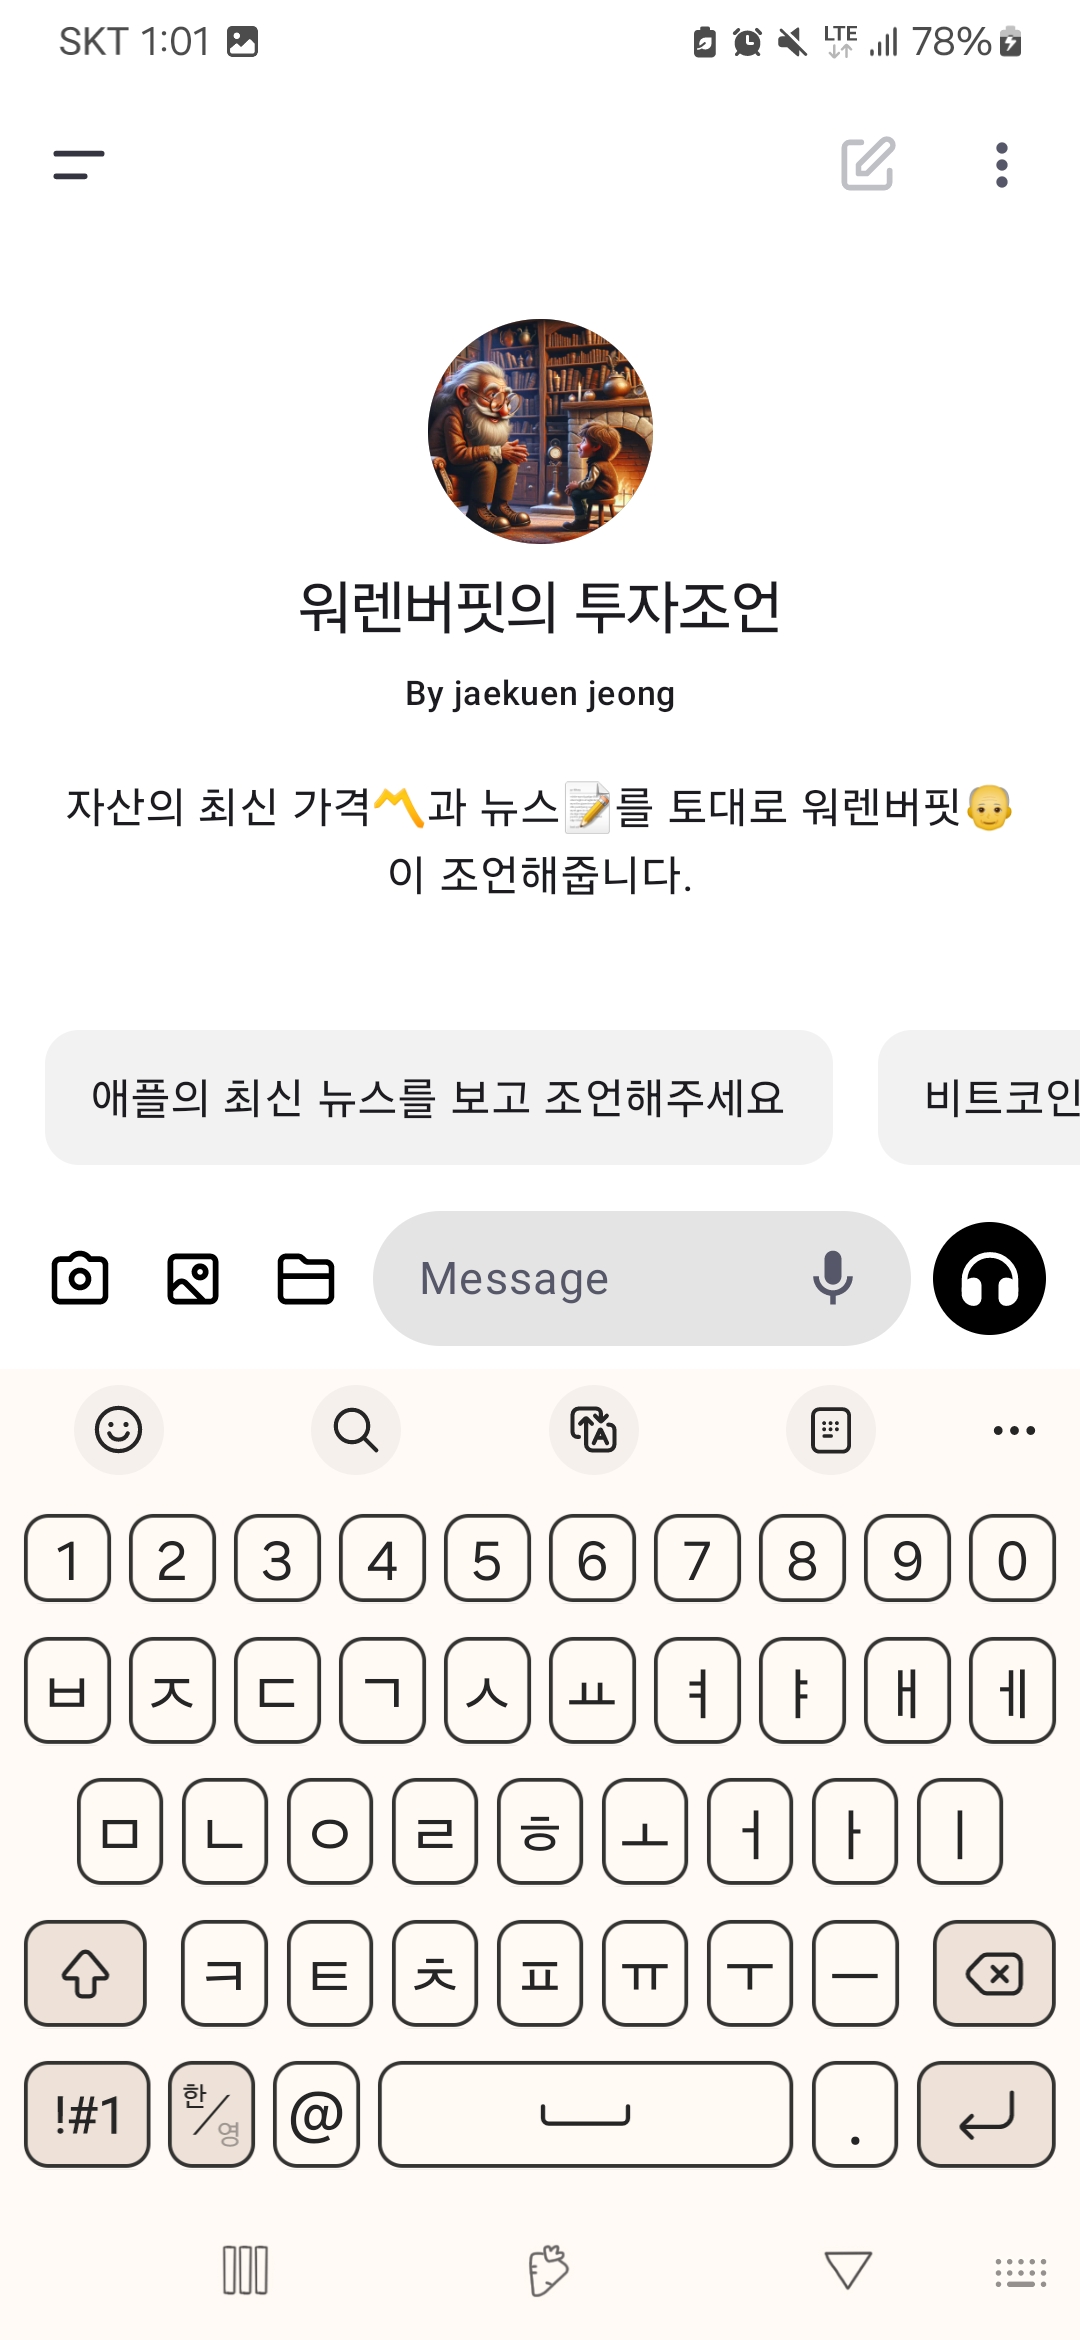 SKT 1:01 LTE 78%
워렌버핏의 투자조언
By jaekuen jeong
자산의 최신 가격〽️과 뉴스📝를 토대로 워렌버핏👴
이 조언해줍니다.
애플의 최신 뉴스를 보고 조언해주세요 비트코인
Message
1 2 3 4 5 6 7 8 9 0
ㅂ ㅈ ㄷ ㄱ ㅅ ㅛ ㅕ ㅑ ㅐ ㅔ
ㅁ ㄴ ㅇ ㄹ ㅎ ㅗ ㅓ ㅏ ㅣ
ㅋ ㅌ ㅊ ㅍ ㅠ ㅜ ㅡ
!#1 한/영 @ .